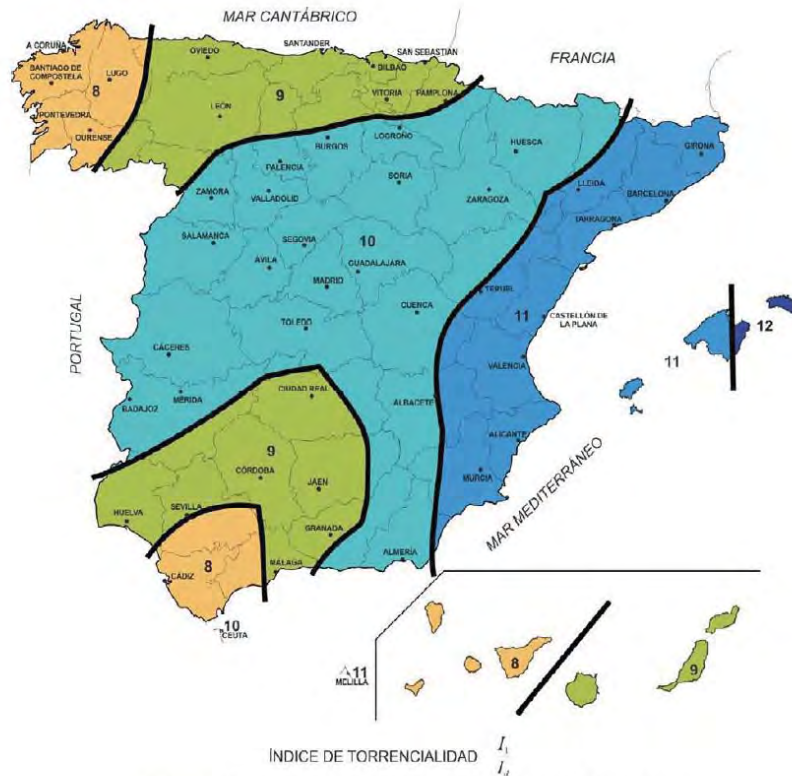 MAR CANTÁBRICO
A CORUÑA
SANTIAGO DE
COMPOSTELA
LUGO
8
PONTEVEDRA
OURENSE
OVIEDO
SANTANDER
SAN SEBASTIAN
BILBAO
VITORIA
PAMPLONA
LEÓN
9
FRANCIA
BURGOS
LOGROÑO
HUESCA
GIRONA
PALENCIA
SORIA
LLEIDA
BARCELONA
ZAMORA
VALLADOLID
ZARAGOZA
TARRAGONA
SALAMANCA
SEGOVIA
10
ÁVILA
GUADALAJARA
MADRID
TERUEL
PORTUGAL
CUENCA
11
CASTELLÓN DE
LA PLANA
12
TOLEDO
11
CÁCERES
VALENCIA
BADAJOZ
MÉRIDA
CIUDAD REAL
ALBACETE
ALICANTE
MAR MEDITERRÁNEO
9
CÓRDOBA
JAÉN
MURCIA
HUELVA
SEVILLA
GRANADA
8
CÁDIZ
MÁLAGA
ALMERÍA
10
CEUTA
11
MELILLA
8
9
ÍNDICE DE TORRENCIALIDAD
I₁
I_d